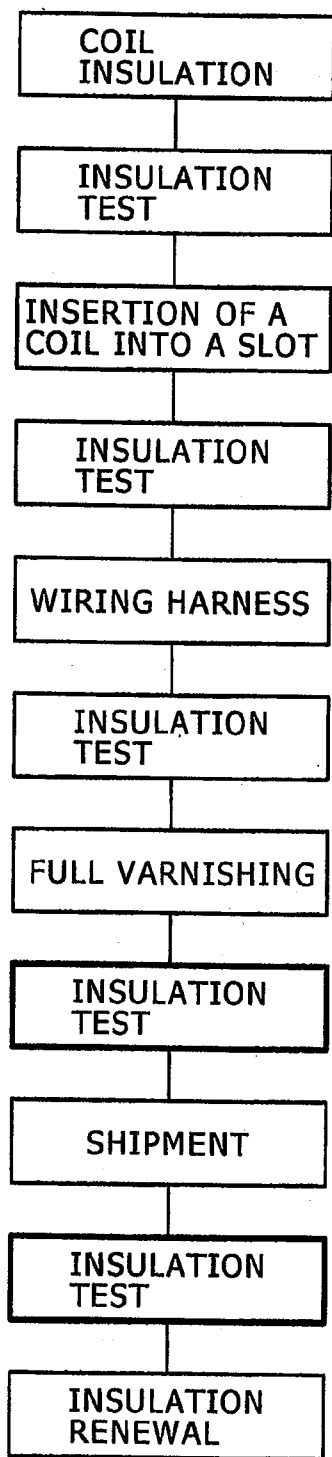 COIL
INSULATION
INSULATION
TEST
INSERTION OF A
COIL INTO A SLOT
INSULATION
TEST
WIRING HARNESS
INSULATION
TEST
FULL VARNISHING
INSULATION
TEST
SHIPMENT
INSULATION
TEST
INSULATION
RENEWAL